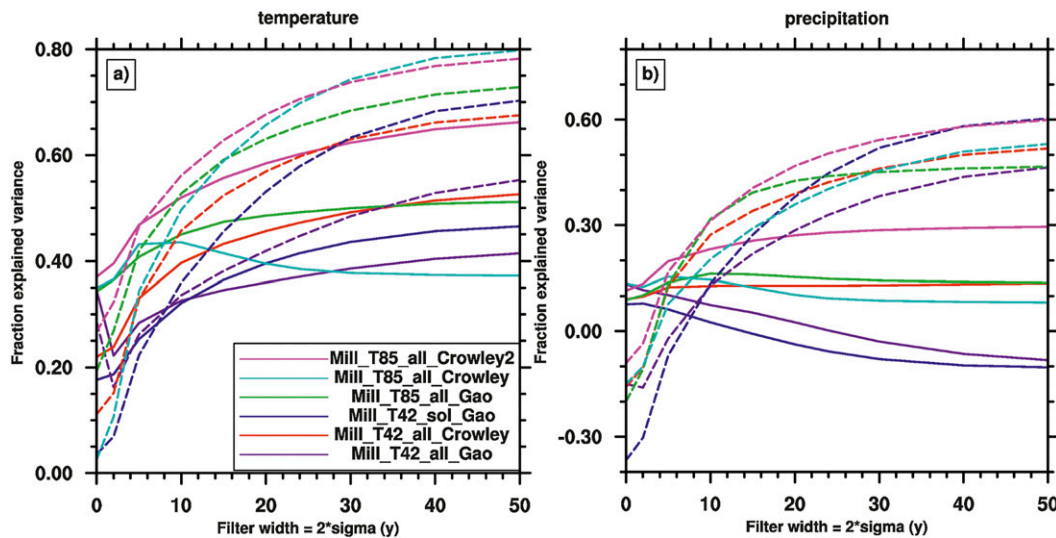 temperature
a)
Fraction explained variance
0.80
0.60
0.40
0.20
0.00
Mill_T85_all_Crowley2
Mill_T85_all_Crowley
Mill_T85_all_Gao
Mill_T42_sol_Gao
Mill_T42_all_Crowley
Mill_T42_all_Gao
0 10 20 30 40 50
Filter width = 2*sigma (y)
precipitation
b)
Fraction explained variance
0.60
0.30
0.00
-0.30
0 10 20 30 40 50
Filter width = 2*sigma (y)